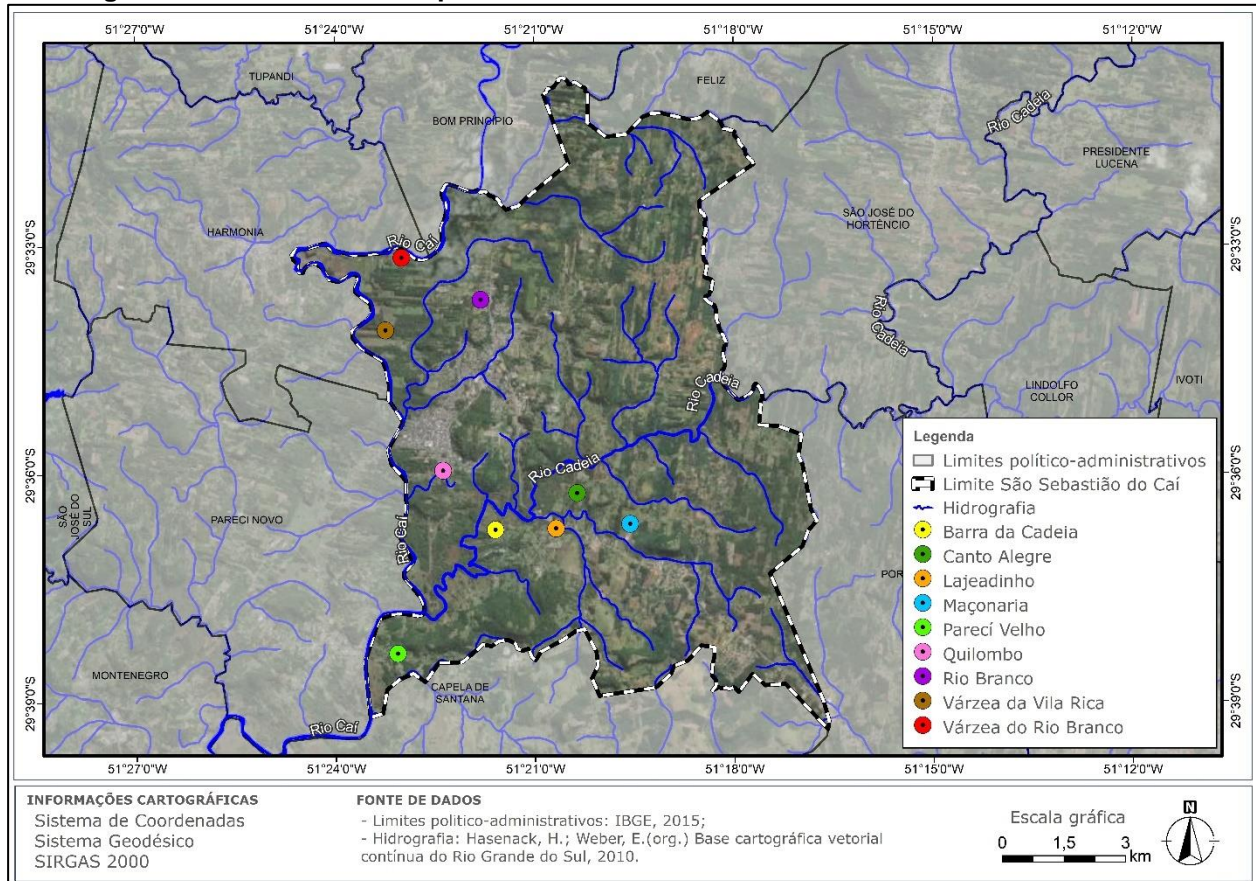 51°27'0"O 51°24'0"O 51°21'0"O 51°18'0"O 51°15'0"O 51°12'0"O
TUPANDI
FELIZ
BOM PRINCÍPIO
Rio Cadeia
PRESIDENTE
LUCENA
SÃO JOSÉ DO
HORTÊNCIO
HARMONIA
Rio Caí
29°33'0"S
29°33'0"S
Rio
Cadeia
Rio Cadeia
LINDOLFO
COLLOR
IVOTI
Rio Cadeia
29°36'0"S
29°36'0"S
SÃO
JOSÉ DO
SUL
PARECI NOVO
Rio Caí
POR
MONTENEGRO
CAPELA DE
SANTANA
Rio Caí
29°39'0"S
29°39'0"S
Legenda
Limites político-administrativos
Limite São Sebastião do Caí
Hidrografia
Barra da Cadeia
Canto Alegre
Lajeadinho
Maçonaria
Parecí Velho
Quilombo
Rio Branco
Várzea da Vila Rica
Várzea do Rio Branco
51°27'0"O 51°24'0"O 51°21'0"O 51°18'0"O 51°15'0"O 51°12'0"O
INFORMAÇÕES CARTOGRÁFICAS
Sistema de Coordenadas
Sistema Geodésico
SIRGAS 2000
FONTE DE DADOS
- Limites politico-administrativos: IBGE, 2015;
- Hidrografia: Hasenack, H.; Weber, E.(org.) Base cartográfica vetorial
contínua do Rio Grande do Sul, 2010.
Escala gráfica
0 1,5 3
km
N